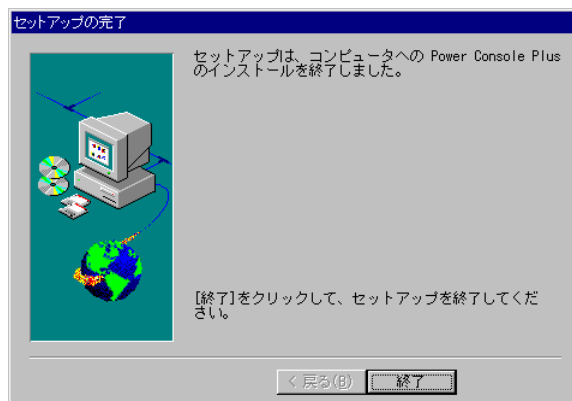 セットアップの完了
セットアップは、コンピュータへの Power Console Plus
のインストールを終了しました。
[終了]をクリックして、セットアップを終了してくだ
さい。
< 戻る(B)
終了